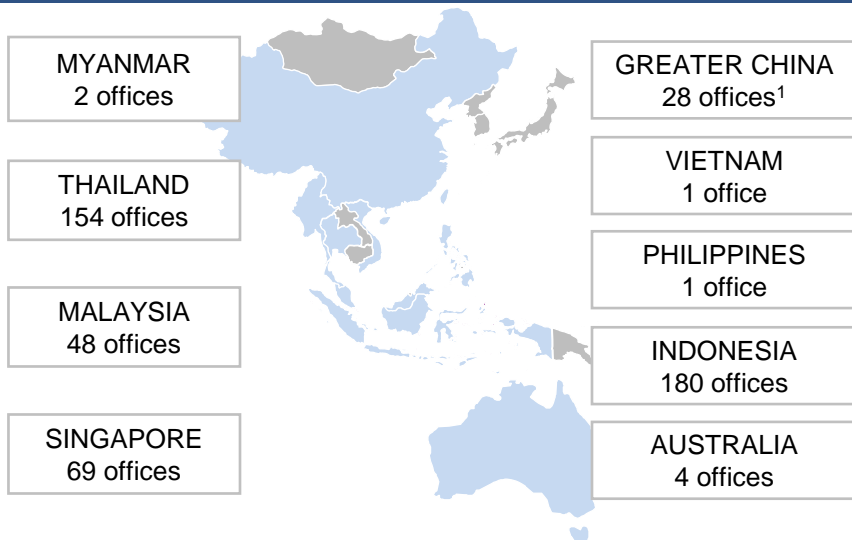 MYANMAR
2 offices
THAILAND
154 offices
MALAYSIA
48 offices
SINGAPORE
69 offices
GREATER CHINA
28 offices¹
VIETNAM
1 office
PHILIPPINES
1 office
INDONESIA
180 offices
AUSTRALIA
4 offices